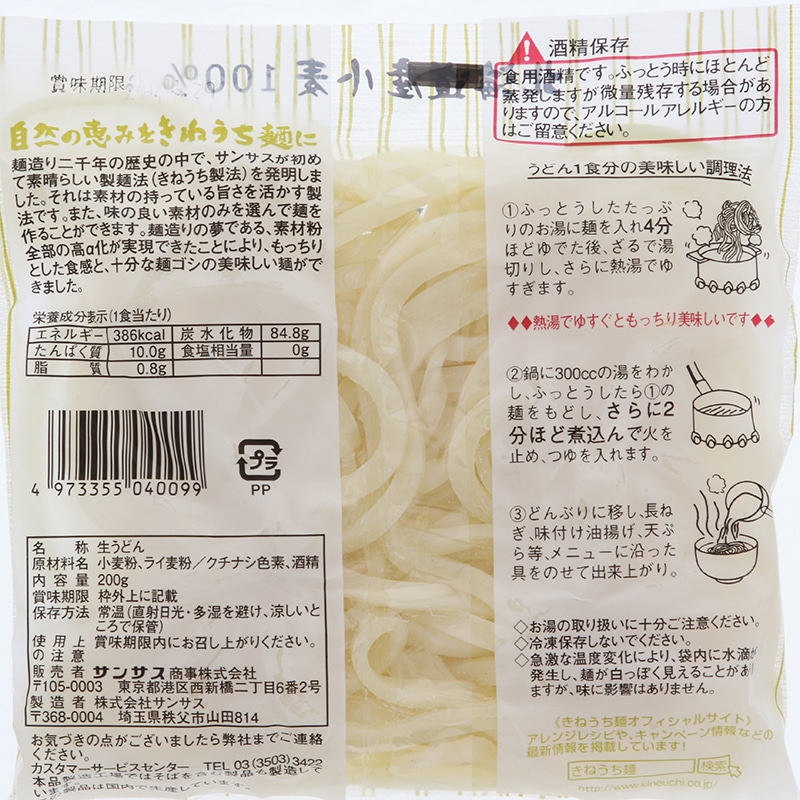 賞味期限
小麦100%
自然の恵みをきねうち麺に
麺造り二千年の歴史の中で、サンサスが初め
て素晴らしい製麺法(きねうち製法)を発明しま
した。それは素材の持っている旨さを活かす製
法です。また、味の良い素材のみを選んで麺を
作ることができます。麺造りの夢である、素材粉
全部の高α化が実現できたことにより、もっちり
とした食感と、十分な麺ゴシの美味しい麺がで
きました。
栄養成分表示(1食当たり)
エネルギー 386kcal 炭水化物 84.8g
たんぱく質 10.0g 食塩相当量 0g
脂質 0.8g
4 973355 040099
プラ
PP
名称 生うどん
原材料名 小麦粉、ライ麦粉/クチナシ色素、酒精
内容量 200g
賞味期限 枠外上に記載
保存方法 常温(直射日光・多湿を避け、涼しいと
ころで保管)
使用上 賞味期限内にお召し上がりください。
の注意
販売者 サンサス商事株式会社
〒105-0003 東京都港区西新橋二丁目6番2号
製造者 株式会社サンサス
〒368-0004 埼玉県秩父市山田814
お気づきの点がございましたら弊社までご連絡
ください。
カスタマーサービスセンター TEL 03(3503)3422
本品製造工場ではそばを含む製品も製造して
いま製品は国内で生産しています。
酒精保存
食用酒精です。ふっとう時にほとんど
蒸発しますが微量残存する場合があ
りますので、アルコールアレルギーの方
はご留意ください。
うどん1食分の美味しい調理法
①ふっとうしたたっぷ
りのお湯に麺を入れ4分
ほどゆでた後、ざるで湯
切りし、さらに熱湯でゆ
すぎます。
◆◆熱湯でゆすぐともっちり美味しいです◆◆
②鍋に300ccの湯をわか
し、ふっとうしたら①の
麺をもどし、さらに2
分ほど煮込んで火を
止め、つゆを入れます。
③どんぶりに移し、長ね
ぎ、味付け油揚げ、天ぷ
ら等、メニューに沿った
具をのせて出来上がり。
◇お湯の取り扱いに十分ご注意ください。
◇冷凍保存しないでください。
◇急激な温度変化により、袋内に水滴が
発生し、麺が白っぽく見えることがあり
ますが、味に影響はありません。
《きねうち麺オフィシャルサイト》
アレンジレシピや、キャンペーン情報などの
最新情報を掲載しています!
きねうち麺 検索
http://www.kineuchi.co.jp/